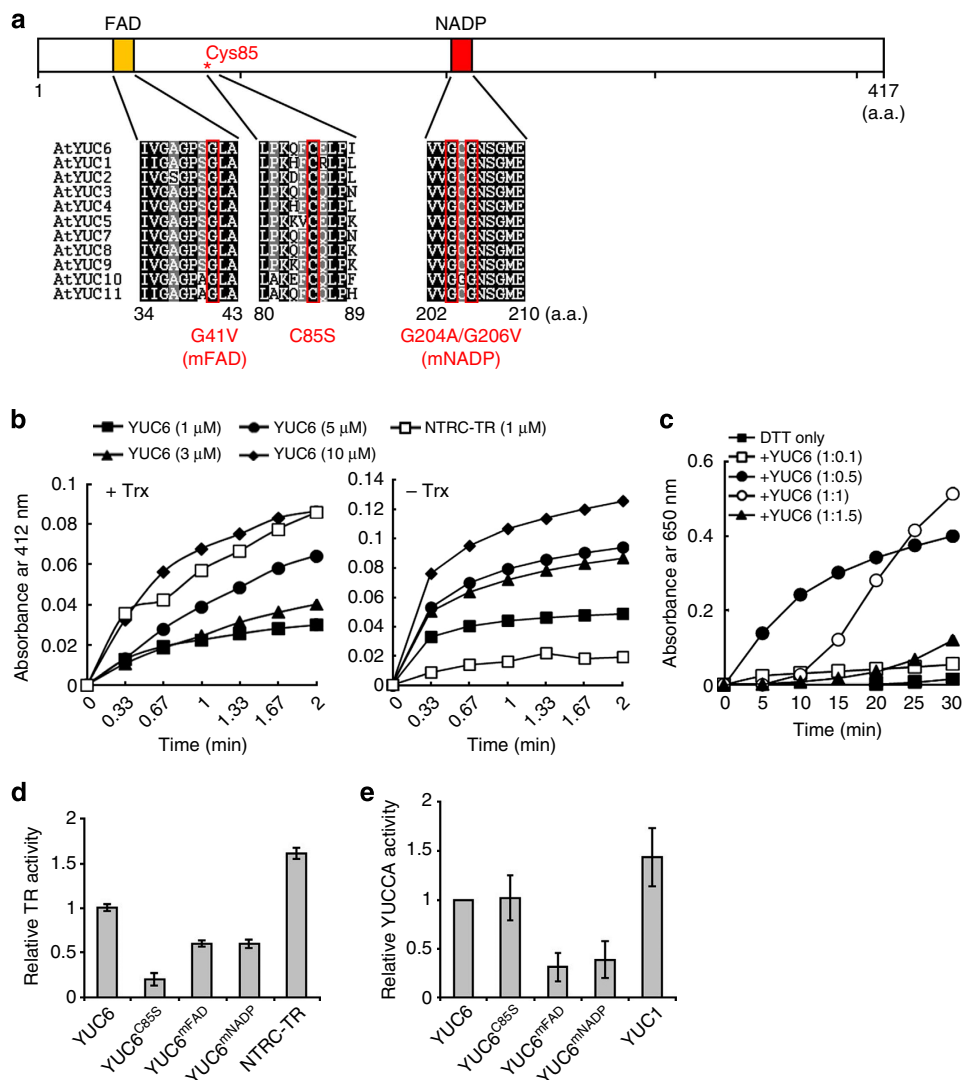 a
FAD
NADP
Cys85
*
1
417
(a.a.)
AtYUC6 IVGAGPSGLA LPKQFCELPI VVGCGNSGME
AtYUC1 IIGAGPSGLA LPKHFCRLPL VVGCGNSGME
AtYUC2 IVGSGPSGLA LPKDFCELPL VVGCGNSGME
AtYUC3 IVGAGPSGLA LPKQFCQLPN VVGCGNSGME
AtYUC4 IVGAGPSGLA LPKHFCELPL VVGCGNSGME
AtYUC5 IVGAGPSGLA LPKKVCELPK VVGCGNSGME
AtYUC7 IVGAGPSGLA LPKQFCQLPN VVGCGNSGME
AtYUC8 IVGAGPSGLA LPKQFCQLPK VVGCGNSGME
AtYUC9 IVGAGPSGLA LPKKFCQLPK VVGCGNSGME
AtYUC10 IIGAGPAGLA LAKEFCQLPF VVGGGNSGME
AtYUC11 IIGAGPAGLA LAKQFCQLPH VVGCGNSGME
34 43 80 89 202 210 (a.a.)
G41V
(mFAD)
C85S
G204A/G206V
(mNADP)
b
YUC6 (1 μM) YUC6 (5 μM) NTRC-TR (1 μM)
YUC6 (3 μM) YUC6 (10 μM)
Absorbance ar 412 nm
+ Trx
0.1
0.08
0.06
0.04
0.02
0
0 0.33 0.67 1 1.33 1.67 2
Time (min)
– Trx
0.14
0.12
0.1
0.08
0.06
0.04
0.02
0
0 0.33 0.67 1 1.33 1.67 2
Time (min)
c
DTT only
+YUC6 (1:0.1)
+YUC6 (1:0.5)
+YUC6 (1:1)
+YUC6 (1:1.5)
Absorbance ar 650 nm
0.6
0.4
0.2
0
0 5 10 15 20 25 30
Time (min)
d
Relative TR activity
2
1.5
1
0.5
0
YUC6 YUC6C85S YUC6mFAD YUC6mNADP NTRC-TR
e
Relative YUCCA activity
2
1.5
1
0.5
0
YUC6 YUC6C85S YUC6mFAD YUC6mNADP YUC1